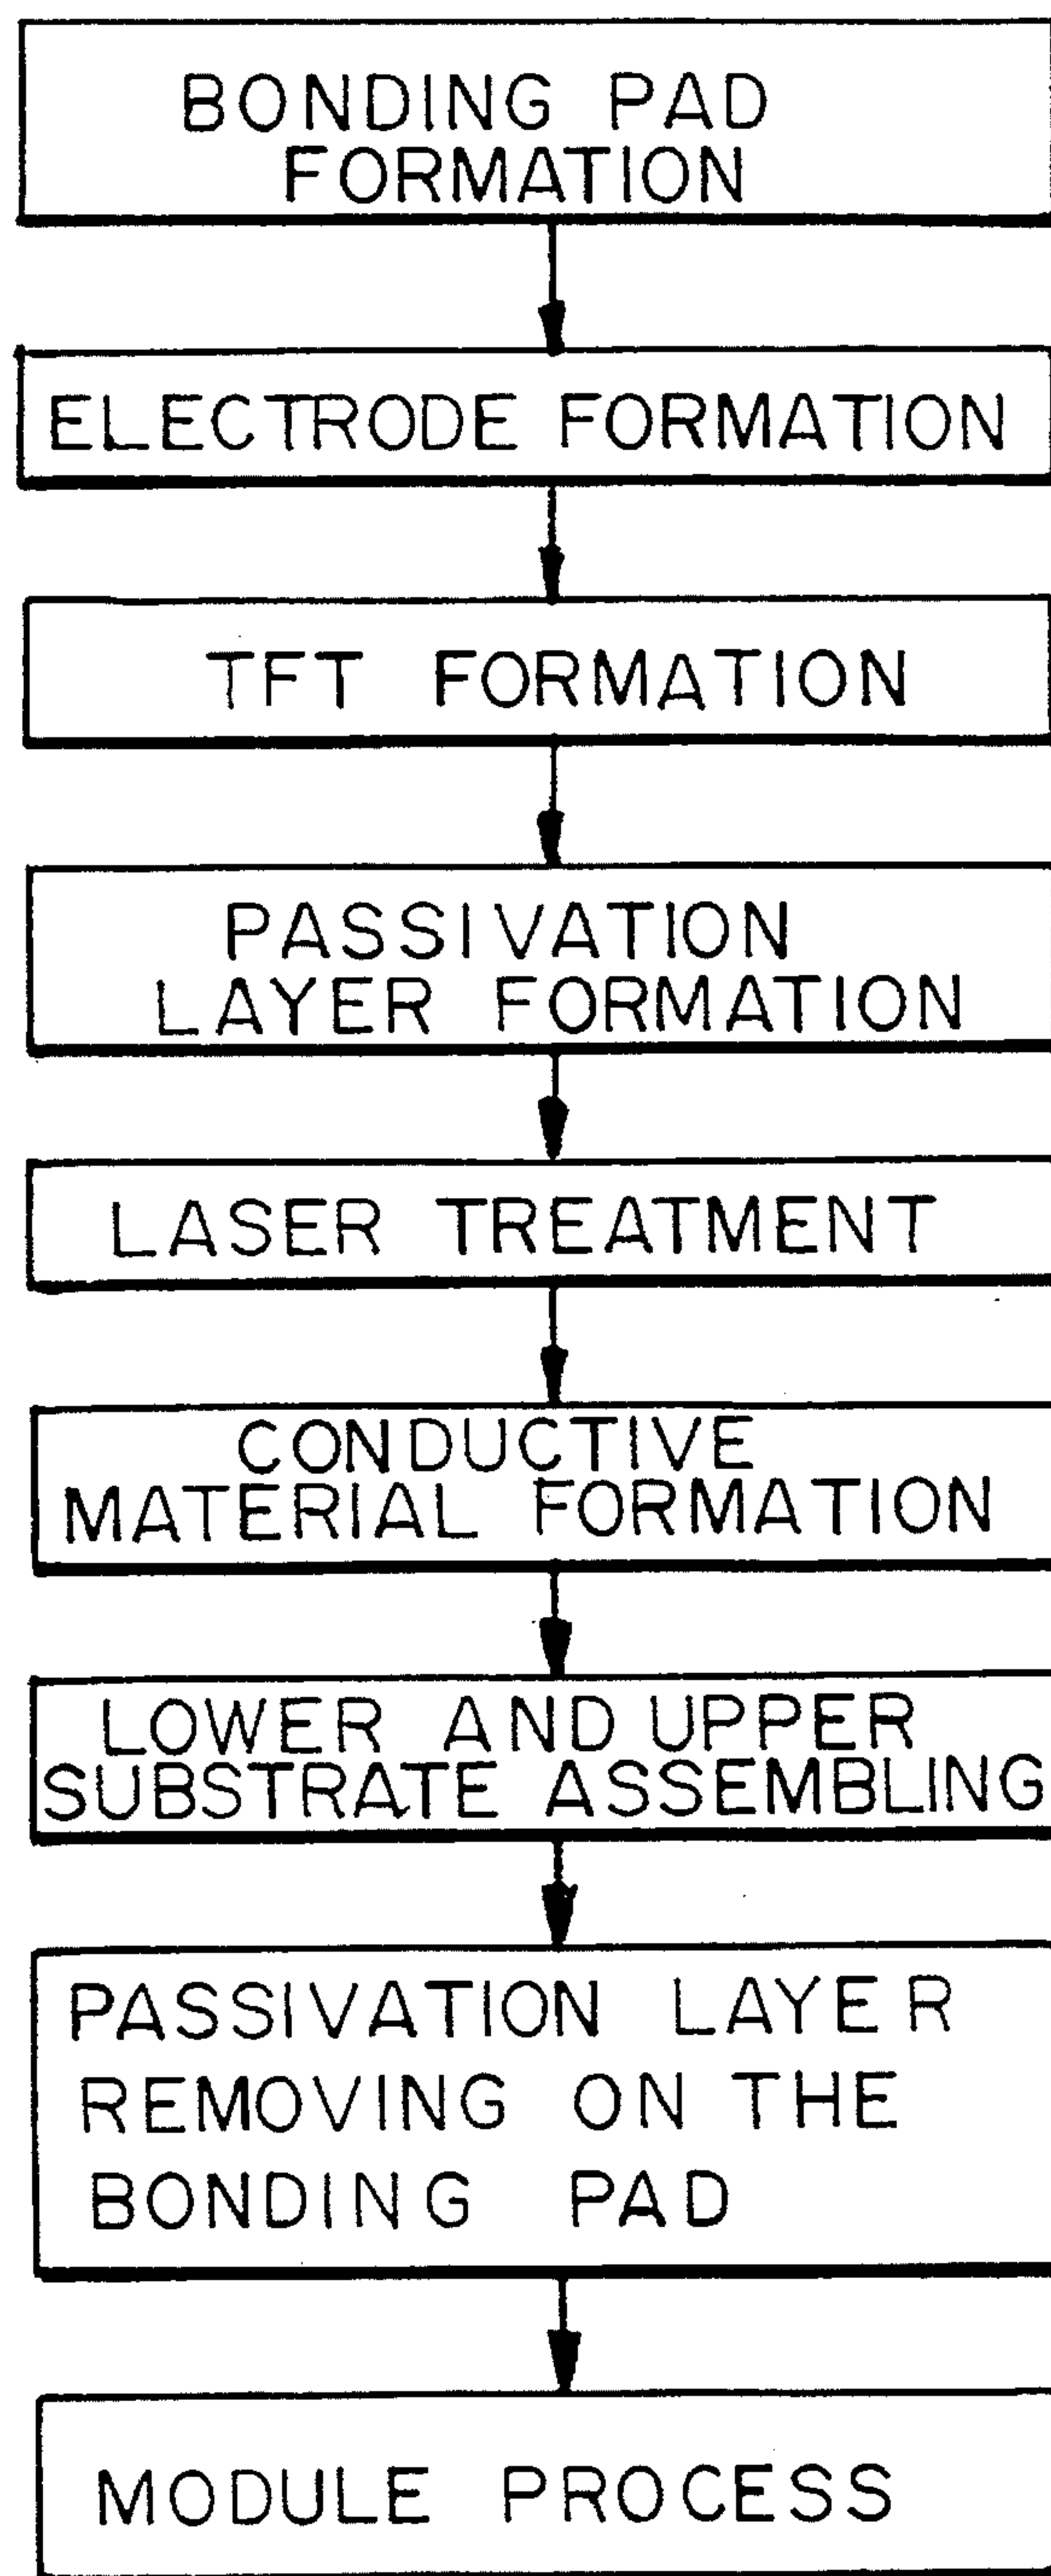 BONDING PAD
FORMATION
ELECTRODE FORMATION
TFT FORMATION
PASSIVATION
LAYER FORMATION
LASER TREATMENT
CONDUCTIVE
MATERIAL FORMATION
LOWER AND UPPER
SUBSTRATE ASSEMBLING
PASSIVATION LAYER
REMOVING ON THE
BONDING PAD
MODULE PROCESS